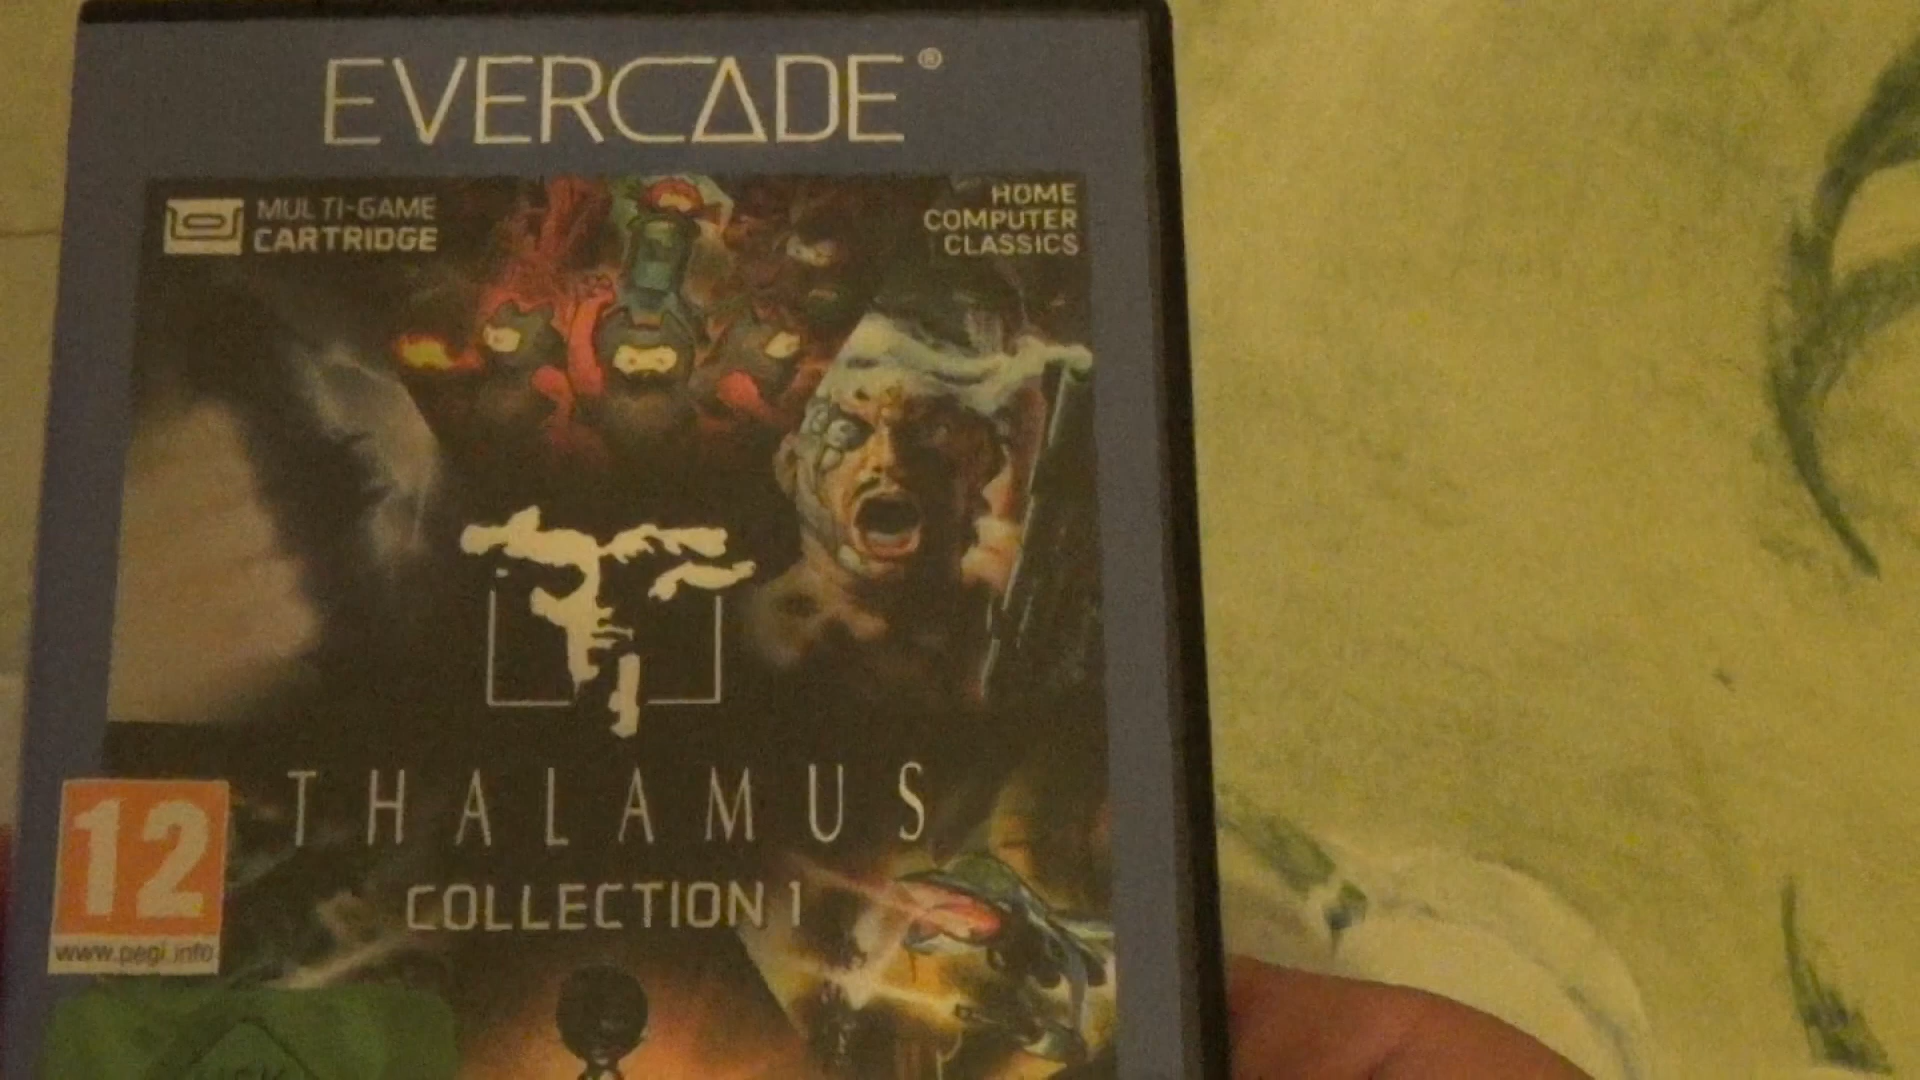 EVERCADE®
MULTI-GAME
CARTRIDGE
HOME
COMPUTER
CLASSICS
THALAMUS
COLLECTION 1
12
www.pegi.info